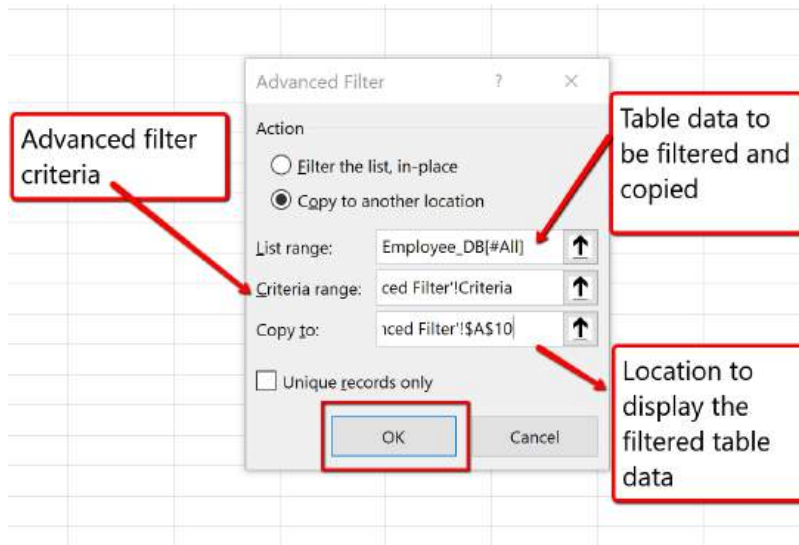 Advanced Filter ? ×
Action
Filter the list, in-place
Copy to another location
List range: Employee_DB[#All]
Criteria range: ced Filter'!Criteria
Copy to: nced Filter'!$A$10
Unique records only
OK Cancel
Advanced filter
criteria
Table data to
be filtered and
copied
Location to
display the
filtered table
data